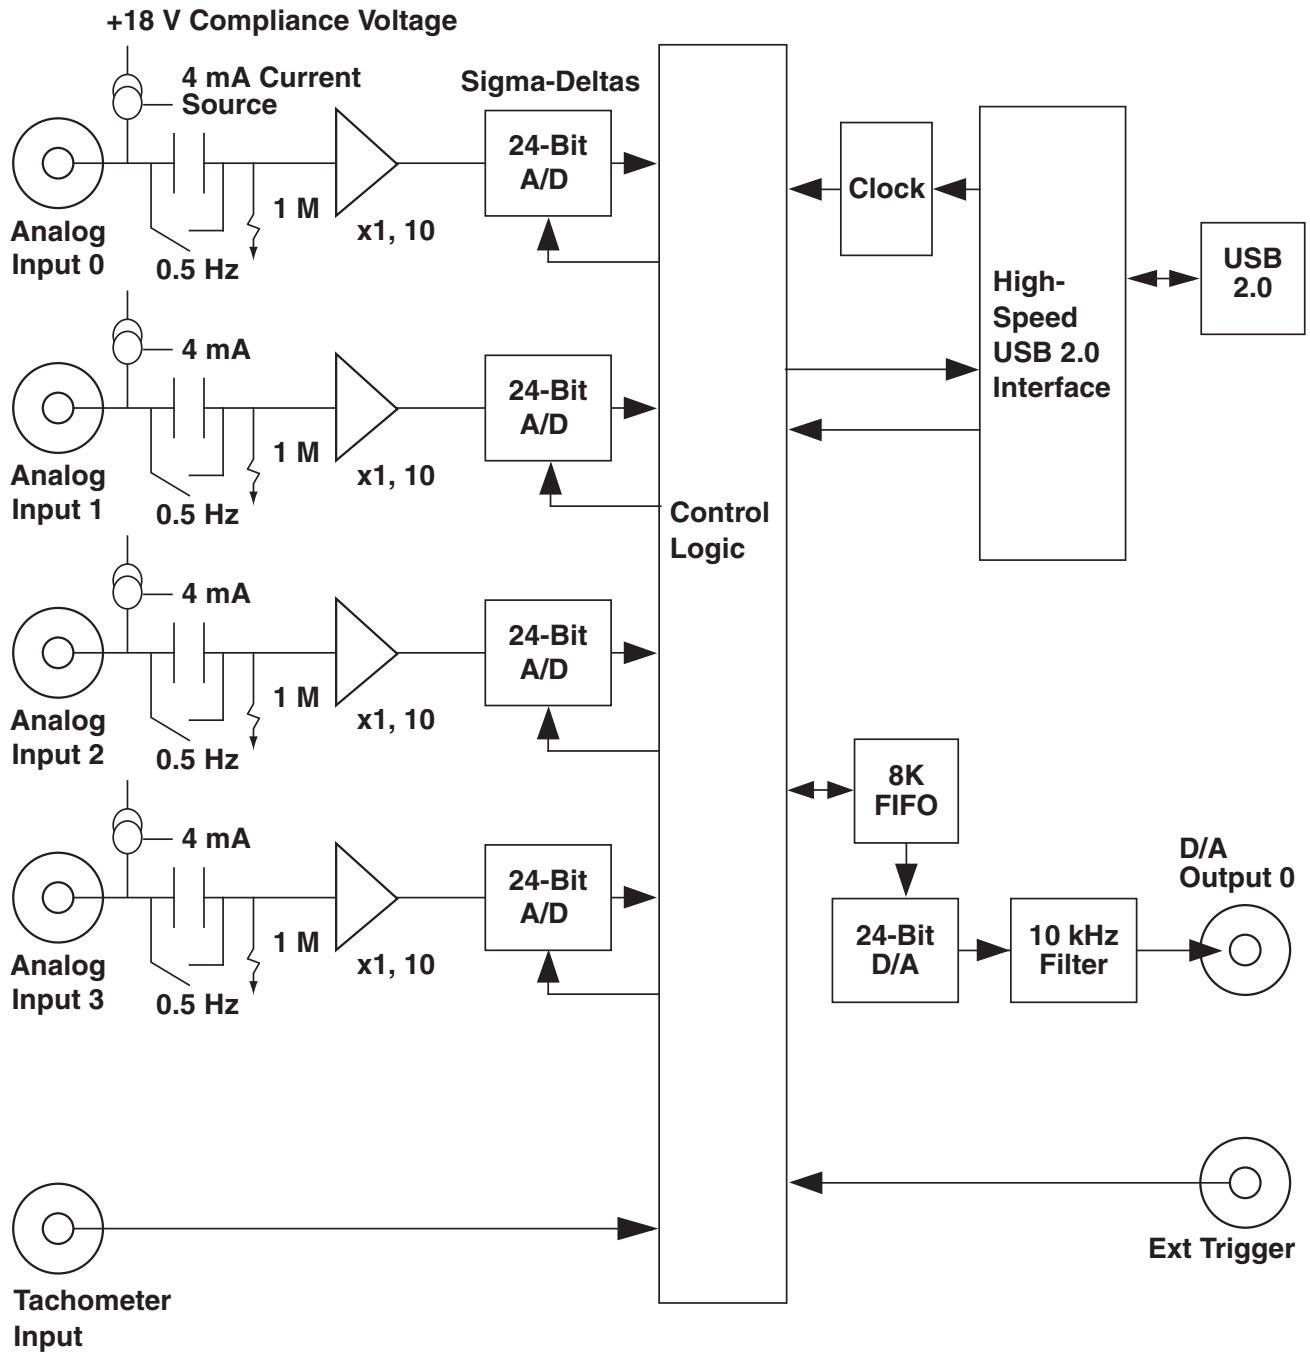 +18 V Compliance Voltage
4 mA Current
Source
Sigma-Deltas
24-Bit
A/D
1 M
x1, 10
Analog
Input 0
0.5 Hz
4 mA
24-Bit
A/D
1 M
x1, 10
Analog
Input 1
0.5 Hz
4 mA
24-Bit
A/D
1 M
x1, 10
Analog
Input 2
0.5 Hz
4 mA
24-Bit
A/D
1 M
x1, 10
Analog
Input 3
0.5 Hz
Tachometer
Input
Control
Logic
Clock
High-
Speed
USB 2.0
Interface
USB
2.0
8K
FIFO
24-Bit
D/A
10 kHz
Filter
D/A
Output 0
Ext Trigger